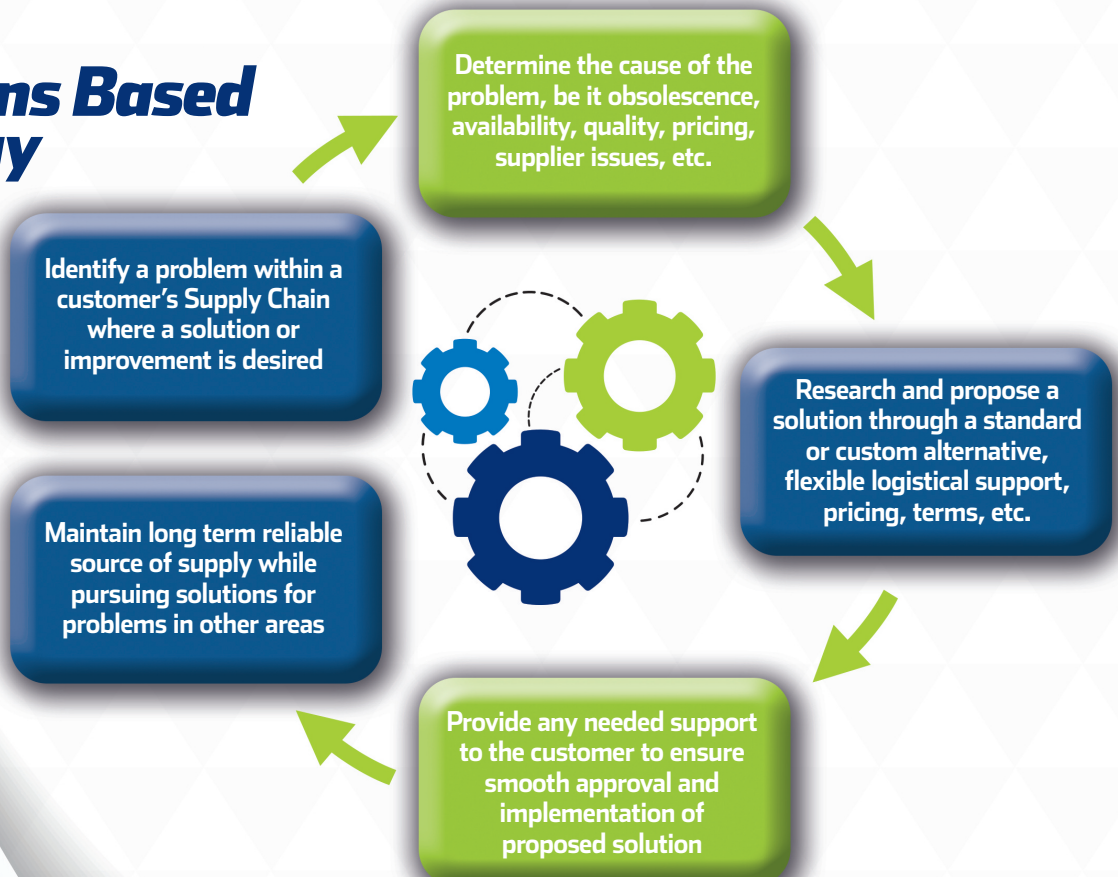 ns Based
ay
Identify a problem within a
customer’s Supply Chain
where a solution or
improvement is desired
Determine the cause of the
problem, be it obsolescence,
availability, quality, pricing,
supplier issues, etc.
Research and propose a
solution through a standard
or custom alternative,
flexible logistical support,
pricing, terms, etc.
Provide any needed support
to the customer to ensure
smooth approval and
implementation of
proposed solution
Maintain long term reliable
source of supply while
pursuing solutions for
problems in other areas